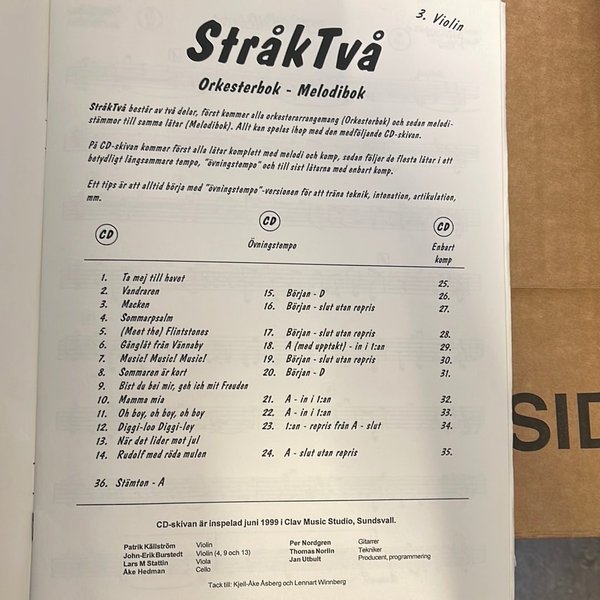 3. Violin
StråkTvå
Orkesterbok - Melodibok
StråkTvå består av två delar, först kommer alla orkesterarrangemang (Orkesterbok) och sedan melodi-
stämmor till samma låtar (Melodibok). Allt kan spelas ihop med den medföljande CD-skivan.
På CD-skivan kommer först alla låtar komplett med melodi och komp, sedan följer de flesta låtar i ett
betydligt långsammare tempo, "övningstempo" och till sist låtarna med enbart komp.
Ett tips är att alltid börja med "övningstempo"-versionen för att träna teknik, intonation, artikulation,
mm.
CD CD CD
Övningstempo Enbart
komp
1. Ta mej till havet 25.
2. Vandraren 15. Början - D 26.
3. Macken 16. Början - slut utan repris 27.
4. Sommarpsalm
5. (Meet the) Flintstones 17. Början - slut utan repris 28.
6. Gånglåt från Vännaby 18. A (med upptakt) - in i 1:an 29.
7. Music! Music! Music! 19. Början - slut utan repris 30.
8. Sommaren är kort 20. Början - D 31.
9. Bist du bei mir, geh ich mit Freuden
10. Mamma mia 21. A - in i 1:an 32.
11. Oh boy, oh boy, oh boy 22. A - in i 1:an 33.
12. Diggi-loo Diggi-ley 23. 1:an - repris från A - slut 34.
13. När det lider mot jul
14. Rudolf med röda mulen 24. A - slut utan repris 35.
36. Stämton - A
CD-skivan är inspelad juni 1999 i Clav Music Studio, Sundsvall.
Patrik Källström Violin Per Nordgren Gitarrer
John-Erik Burstedt Violin (4, 9 och 13) Thomas Norlin Tekniker
Lars M Stattin Viola Jan Utbult Producent, programmering
Åke Hedman Cello
Tack till: Kjell-Åke Åsberg och Lennart Winnberg
SID